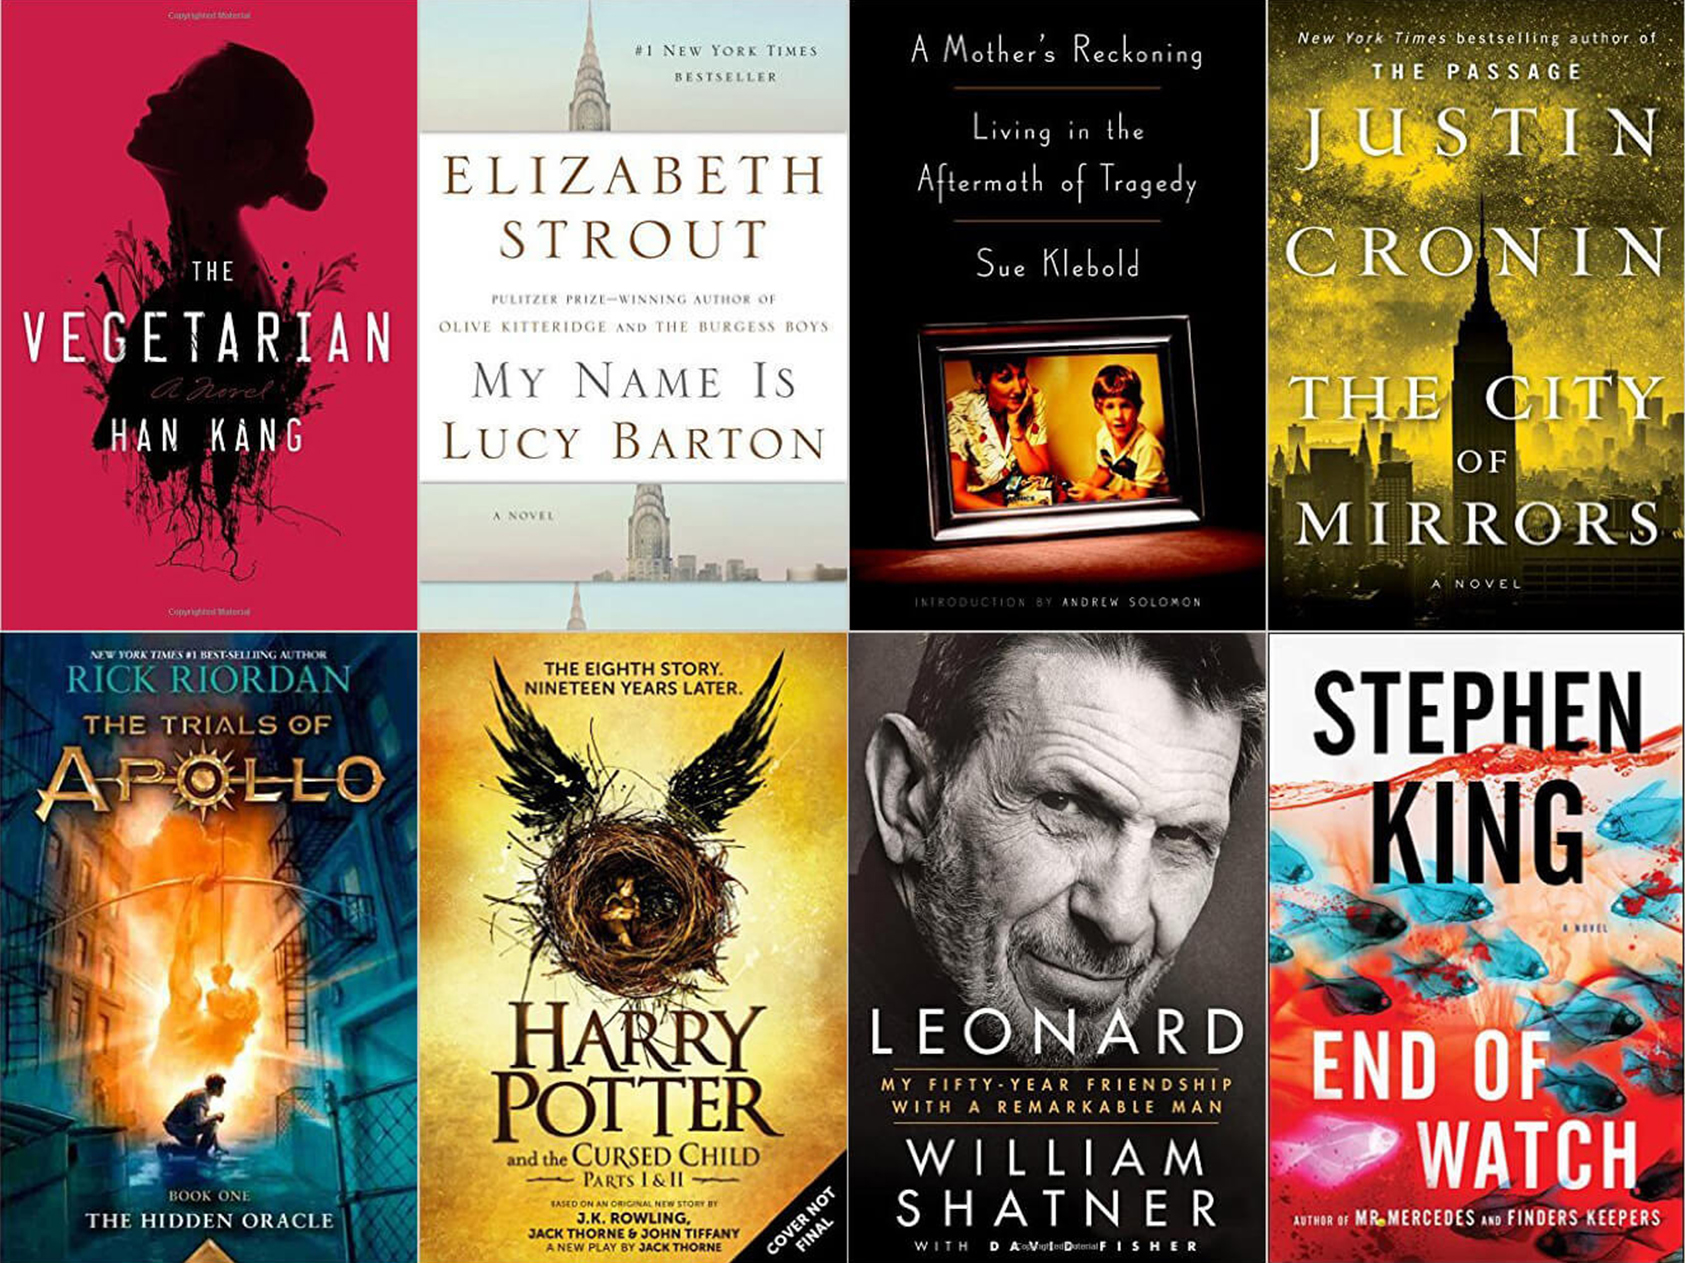 Copyrighted Material
THE
VEGETARIAN
A Novel
HAN KANG
Copyrighted Material
#1 NEW YORK TIMES
BESTSELLER
ELIZABETH
STROUT
PULITZER PRIZE–WINNING AUTHOR OF
OLIVE KITTERIDGE AND THE BURGESS BOYS
MY NAME IS
LUCY BARTON
A NOVEL
A Mother's Reckoning
Living in the
Aftermath of Tragedy
Sue Klebold
INTRODUCTION BY ANDREW SOLOMON
New York Times bestselling author of
THE PASSAGE
JUSTIN
CRONIN
THE CITY
OF
MIRRORS
A NOVEL
NEW YORK TIMES #1 BEST-SELLING AUTHOR
RICK RIORDAN
THE TRIALS OF
APOLLO
BOOK ONE
THE HIDDEN ORACLE
THE EIGHTH STORY.
NINETEEN YEARS LATER.
HARRY
POTTER
and the CURSED CHILD
PARTS I & II
BASED ON AN ORIGINAL NEW STORY BY
J.K. ROWLING,
JACK THORNE & JOHN TIFFANY
A NEW PLAY BY JACK THORNE
COVER NOT
FINAL
LEONARD
MY FIFTY-YEAR FRIENDSHIP
WITH A REMARKABLE MAN
WILLIAM
SHATNER
WITH DAVID FISHER
Copyrighted Material
STEPHEN
KING
A NOVEL
END OF
WATCH
AUTHOR OF MR. MERCEDES AND FINDERS KEEPERS